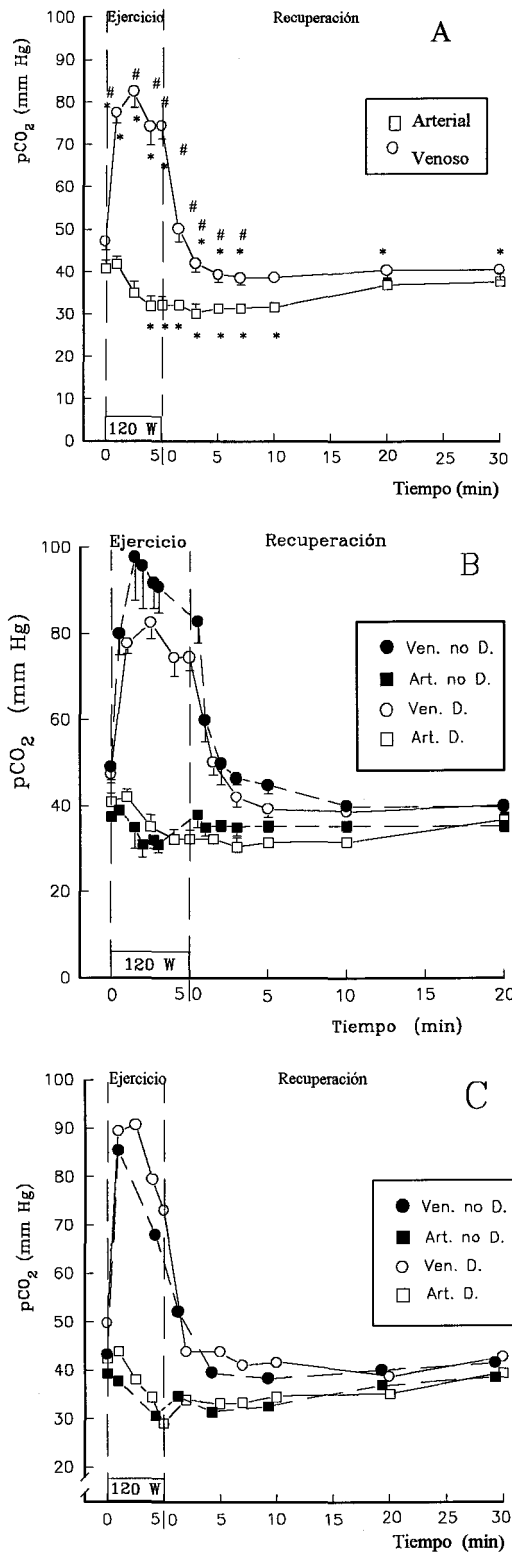 Ejercicio Recuperación
A
pCO₂ (mm Hg)
100
90
80
70
60
50
40
30
20
10
0
# # # # # # # # #
* * * * * * * * * *
* * * * * * *
Arterial
Venoso
120 W
0 5 0 5 10 15 20 25 30
Tiempo (min)
Ejercicio Recuperación
B
pCO₂ (mm Hg)
100
80
60
40
20
0
Ven. no D.
Art. no D.
Ven. D.
Art. D.
120 W
0 5 0 5 10 15 20
Tiempo (min)
Ejercicio Recuperación
C
pCO₂ (mm Hg)
100
90
80
70
60
50
40
30
20
Ven. no D.
Art. no D.
Ven. D.
Art. D.
120 W
0 5 0 5 10 15 20 25 30
Tiempo (min)